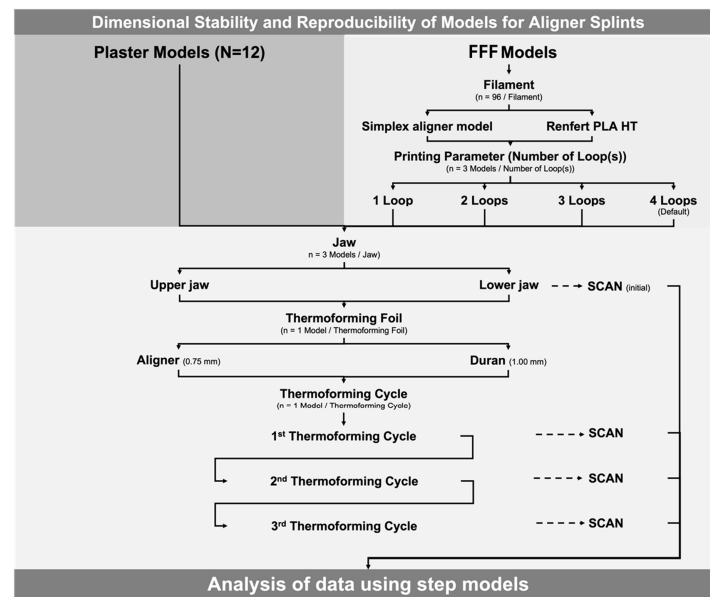 Dimensional Stability and Reproducibility of Models for Aligner Splints
Plaster Models (N=12)
FFF Models
Filament
(n = 96 / Filament)
Simplex aligner model
Renfert PLA HT
Printing Parameter (Number of Loop(s))
(n = 3 Models / Number of Loop(s))
1 Loop
2 Loops
3 Loops
4 Loops
(Default)
Jaw
n = 3 Models / Jaw)
Upper jaw
Lower jaw
SCAN (initial)
Thermoforming Foil
(n = 1 Model / Thermoforming Foil)
Aligner (0.75 mm)
Duran (1.00 mm)
Thermoforming Cycle
(n = 1 Model / Thermoforming Cycle)
1st Thermoforming Cycle
SCAN
2nd Thermoforming Cycle
SCAN
3rd Thermoforming Cycle
SCAN
Analysis of data using step models